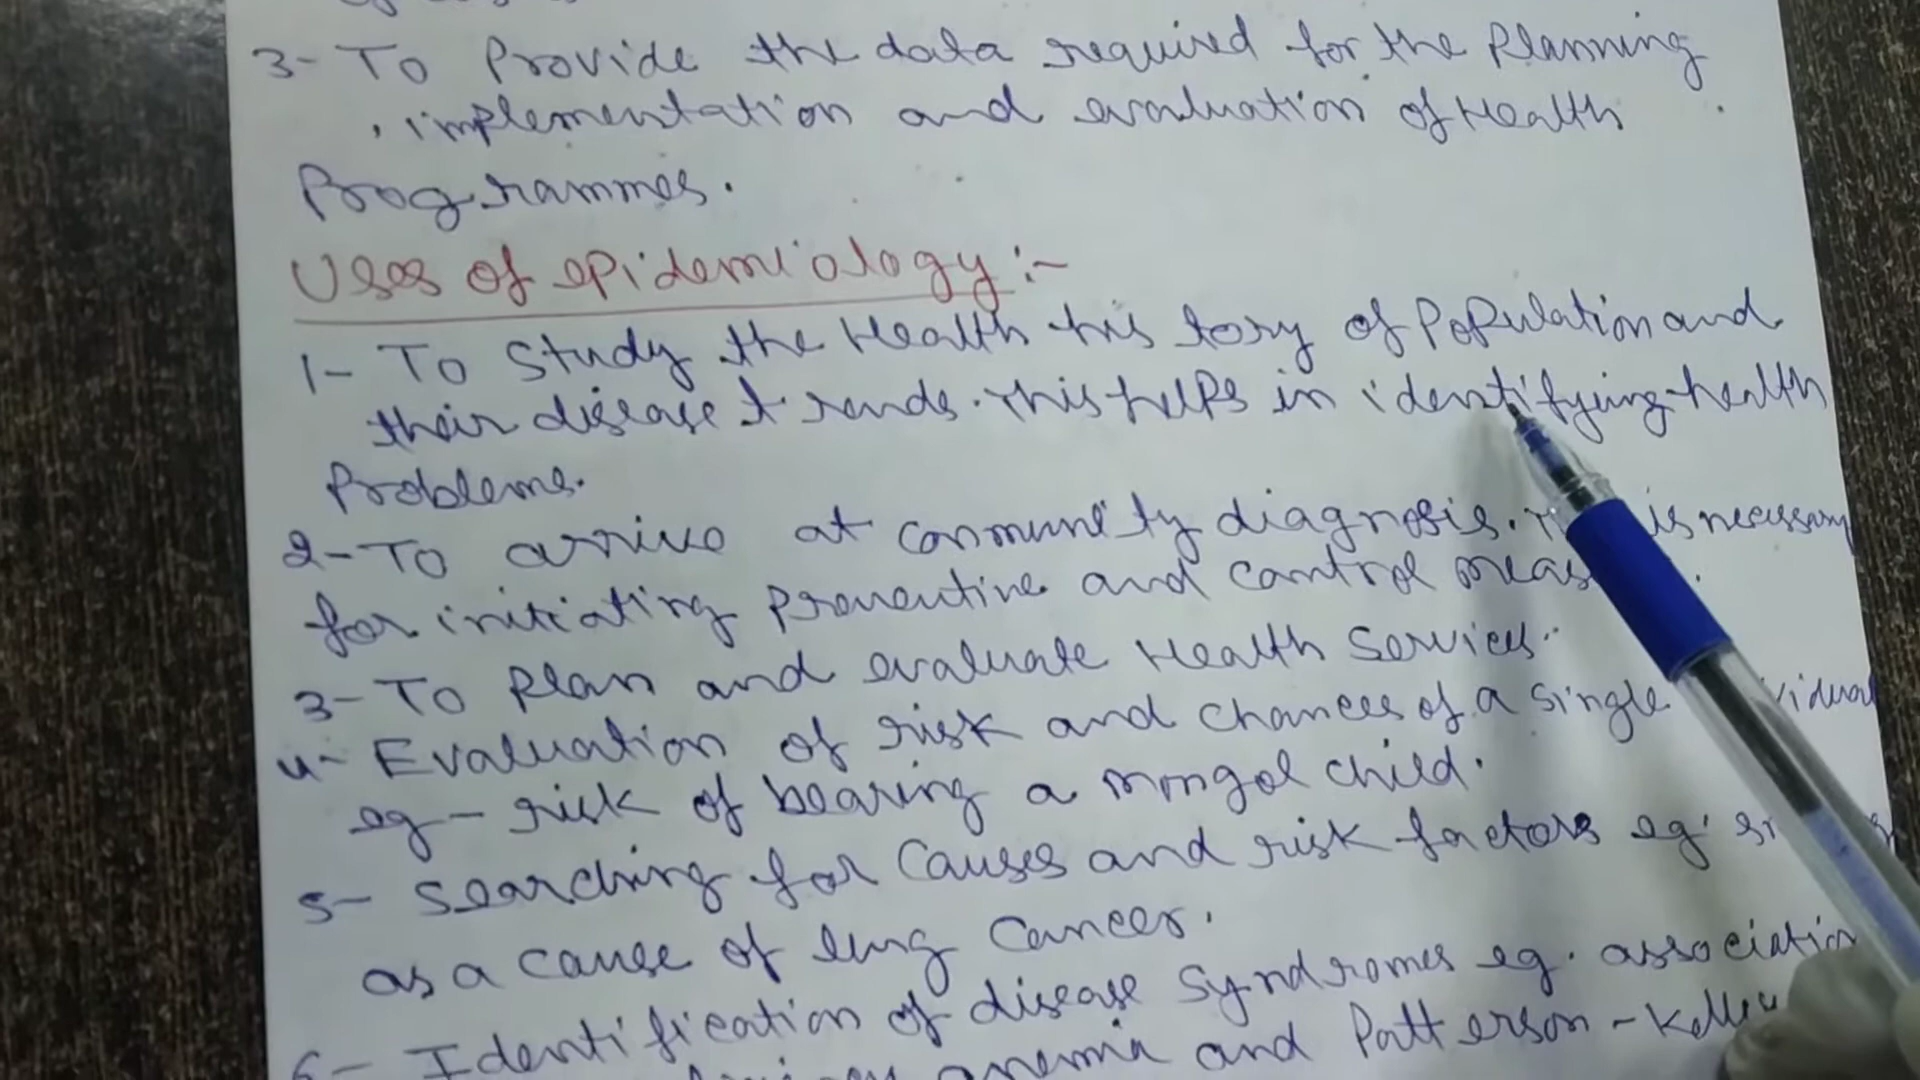 3- To Provide the data required for the Planning
, implementation and evaluation of Health
Programmes.
Uses of epidemiology :-
1- To Study the Health history of Population and
their disease trends. This helps in identifying health
Problems.
2- To arrive at community diagnosis. is necessary
for initiating preventive and control
3- To plan and evaluate Health Services.
4- Evaluation of risk and chances of a single
eg - risk of bearing a mongol child.
5- Searching for Causes and risk factors eg.
as a cause of lung Cancer.
6- Identification of disease Syndromes eg. association
anemia and Patterson - Kelley